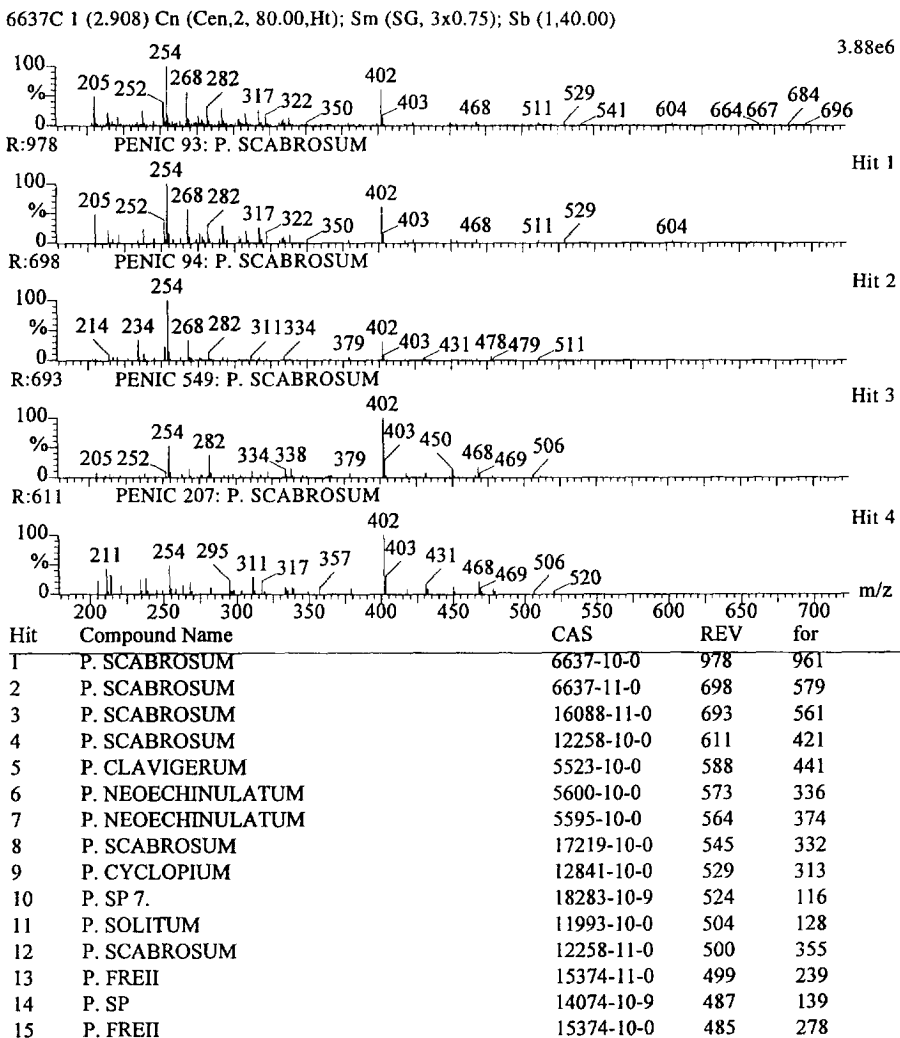 6637C 1 (2.908) Cn (Cen,2, 80.00,Ht); Sm (SG, 3x0.75); Sb (1,40.00)
3.88e6
100
%
0
205 252 254 268 282 317 322 350 402 403 468 511 529 541 604 664 667 684 696
R:978 PENIC 93: P. SCABROSUM
Hit 1
100
%
0
205 252 254 268 282 317 322 350 402 403 468 511 529 604
R:698 PENIC 94: P. SCABROSUM
Hit 2
100
%
0
214 234 254 268 282 311 334 379 402 403 431 478 479 511
R:693 PENIC 549: P. SCABROSUM
Hit 3
100
%
0
205 252 254 282 334 338 379 402 403 450 468 469 506
R:611 PENIC 207: P. SCABROSUM
Hit 4
100
%
0
211 254 295 311 317 357 402 403 431 468 469 506 520
200 250 300 350 400 450 500 550 600 650 700 m/z
Hit Compound Name CAS REV for
1 P. SCABROSUM 6637-10-0 978 961
2 P. SCABROSUM 6637-11-0 698 579
3 P. SCABROSUM 16088-11-0 693 561
4 P. SCABROSUM 12258-10-0 611 421
5 P. CLAVIGERUM 5523-10-0 588 441
6 P. NEOECHINULATUM 5600-10-0 573 336
7 P. NEOECHINULATUM 5595-10-0 564 374
8 P. SCABROSUM 17219-10-0 545 332
9 P. CYCLOPIUM 12841-10-0 529 313
10 P. SP 7. 18283-10-9 524 116
11 P. SOLITUM 11993-10-0 504 128
12 P. SCABROSUM 12258-11-0 500 355
13 P. FREII 15374-11-0 499 239
14 P. SP 14074-10-9 487 139
15 P. FREII 15374-10-0 485 278